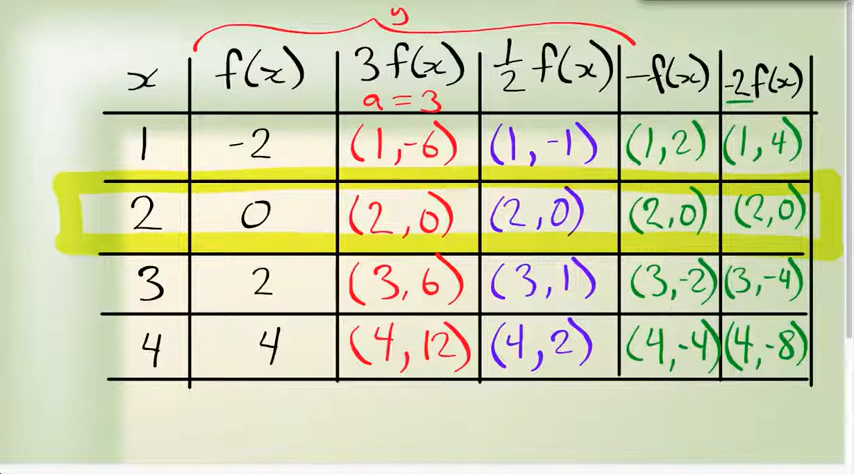 y
x f(x) 3f(x) 1/2 f(x) -f(x) -2f(x)
a = 3
1 -2 (1,-6) (1,-1) (1,2) (1,4)
2 0 (2,0) (2,0) (2,0) (2,0)
3 2 (3,6) (3,1) (3,-2) (3,-4)
4 4 (4,12) (4,2) (4,-4) (4,-8)